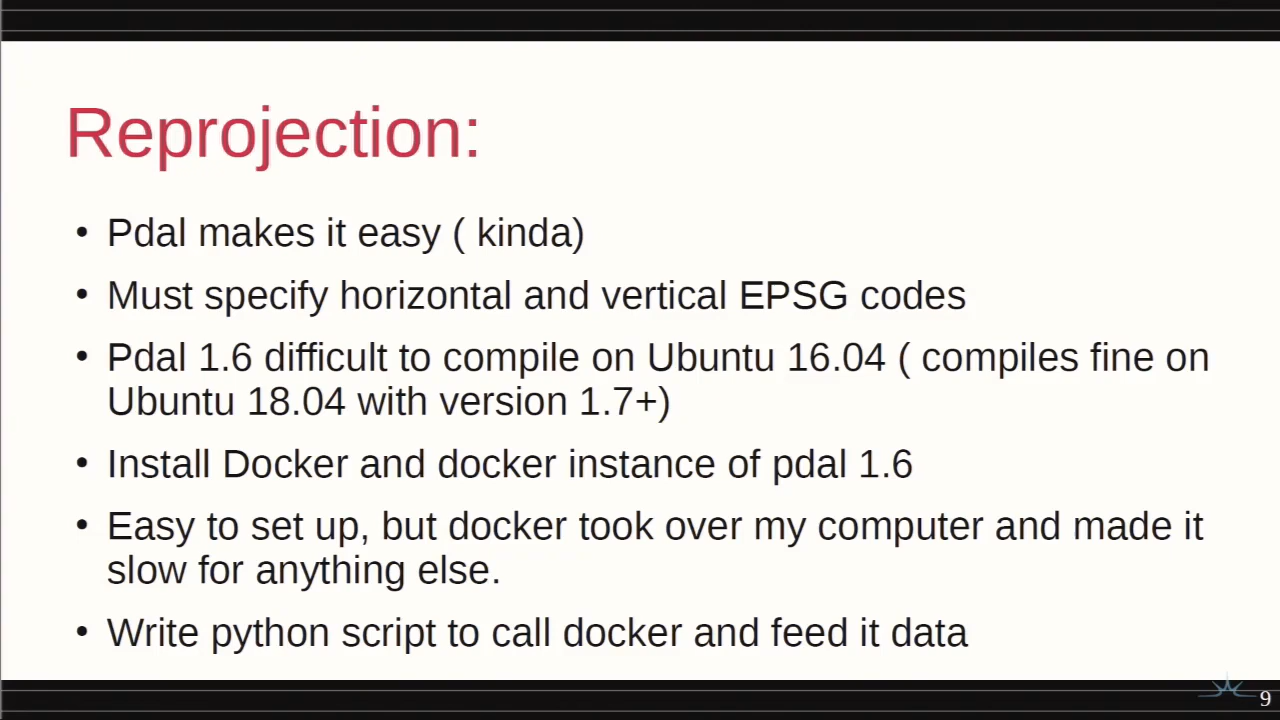 Reprojection:
• Pdal makes it easy ( kinda)
• Must specify horizontal and vertical EPSG codes
• Pdal 1.6 difficult to compile on Ubuntu 16.04 ( compiles fine on
Ubuntu 18.04 with version 1.7+)
• Install Docker and docker instance of pdal 1.6
• Easy to set up, but docker took over my computer and made it
slow for anything else.
• Write python script to call docker and feed it data
9